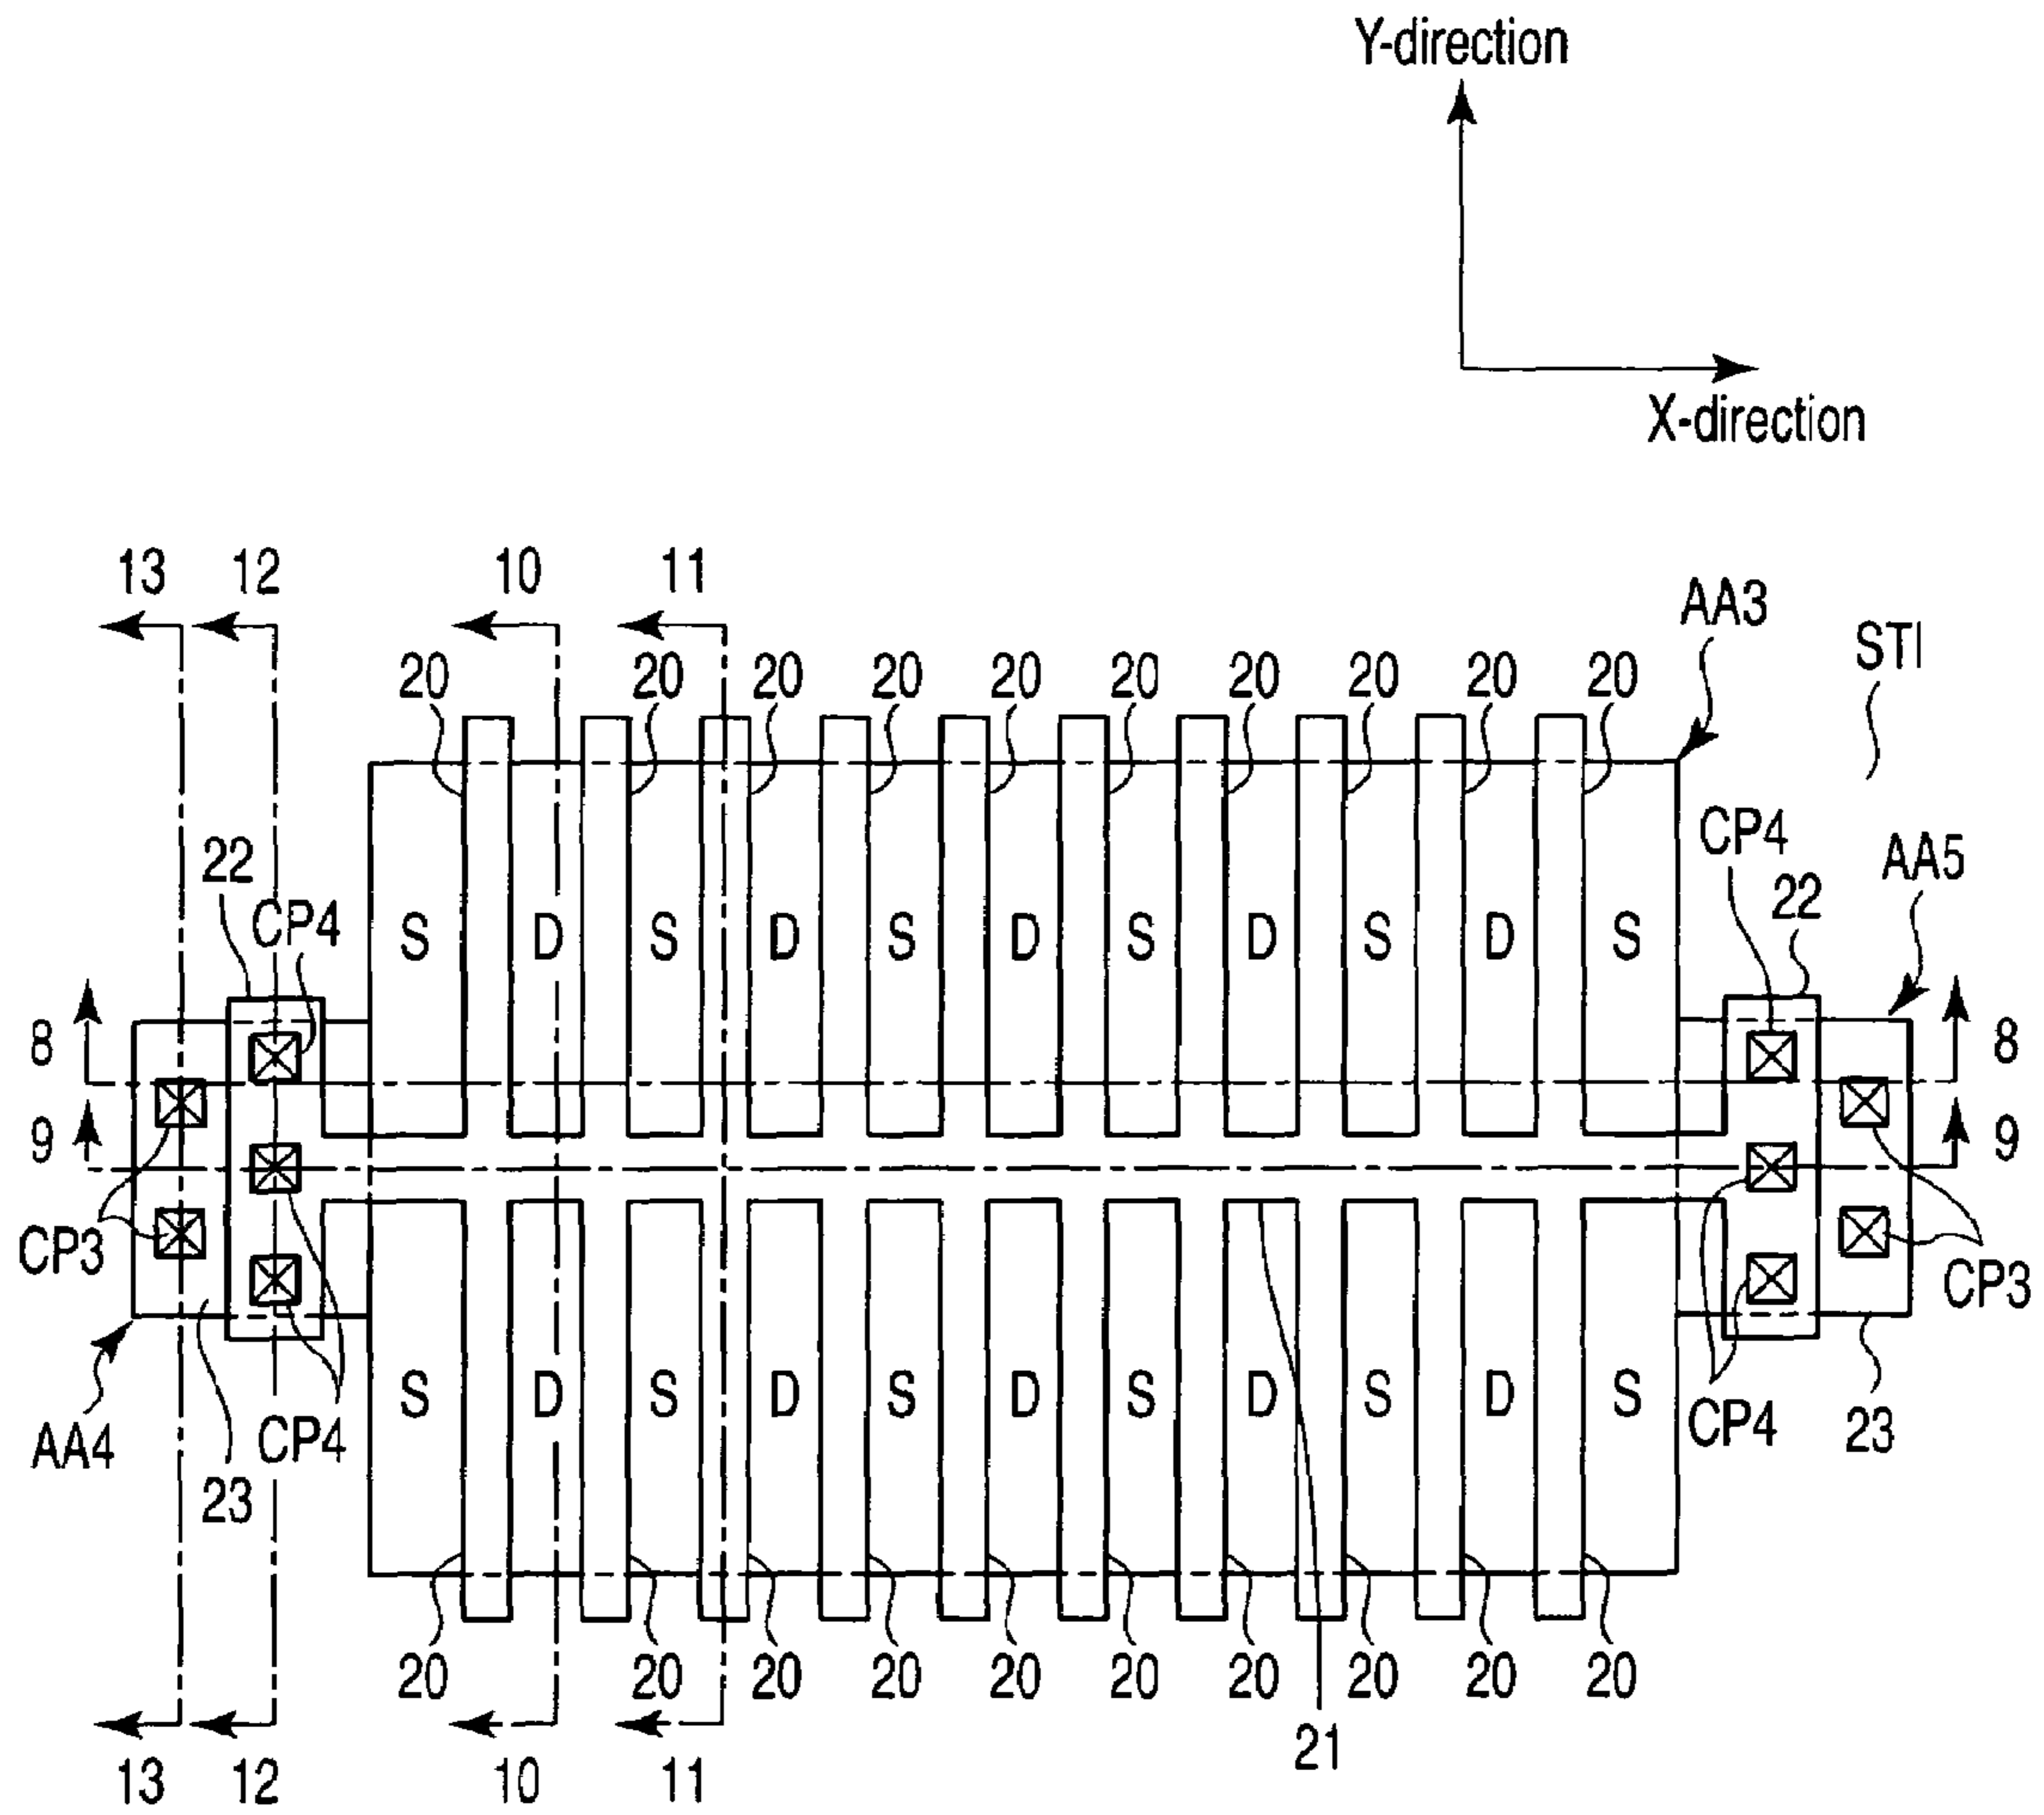 Y-direction
X-direction
13 12 10 11
AA3
STI
20 20 20 20 20 20 20 20 20 20
CP4
22
AA5
22
CP4
S D S D S D S D S D S
8 8
9 9
CP3
CP3
S D S D S D S D S D S
AA4
23
CP4
CP4
23
20 20 20 20 20 20 20 20 20 20
21
13 12 10 11